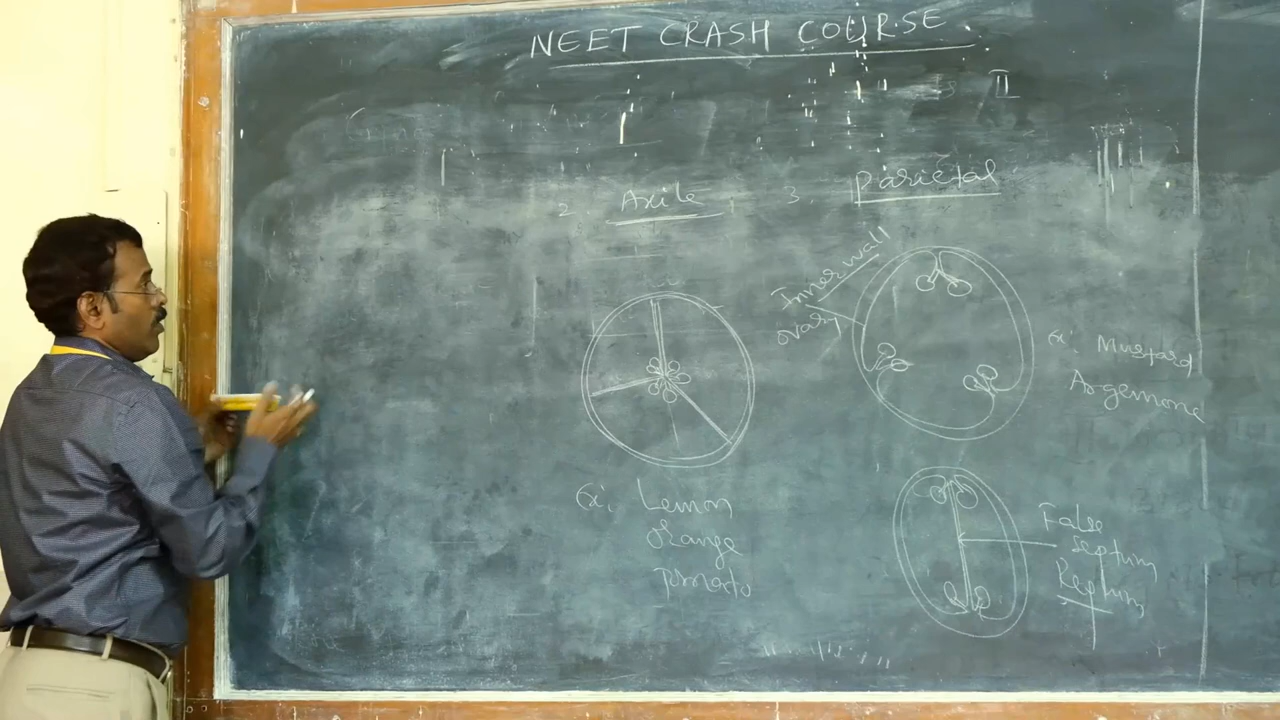 NEET CRASH COURSE.
II
2. Axile
3. Parietal
Inner wall
ovary
Ex: Mustard
Argemone
Ex: Lemon
Orange
False
Septum
Replum